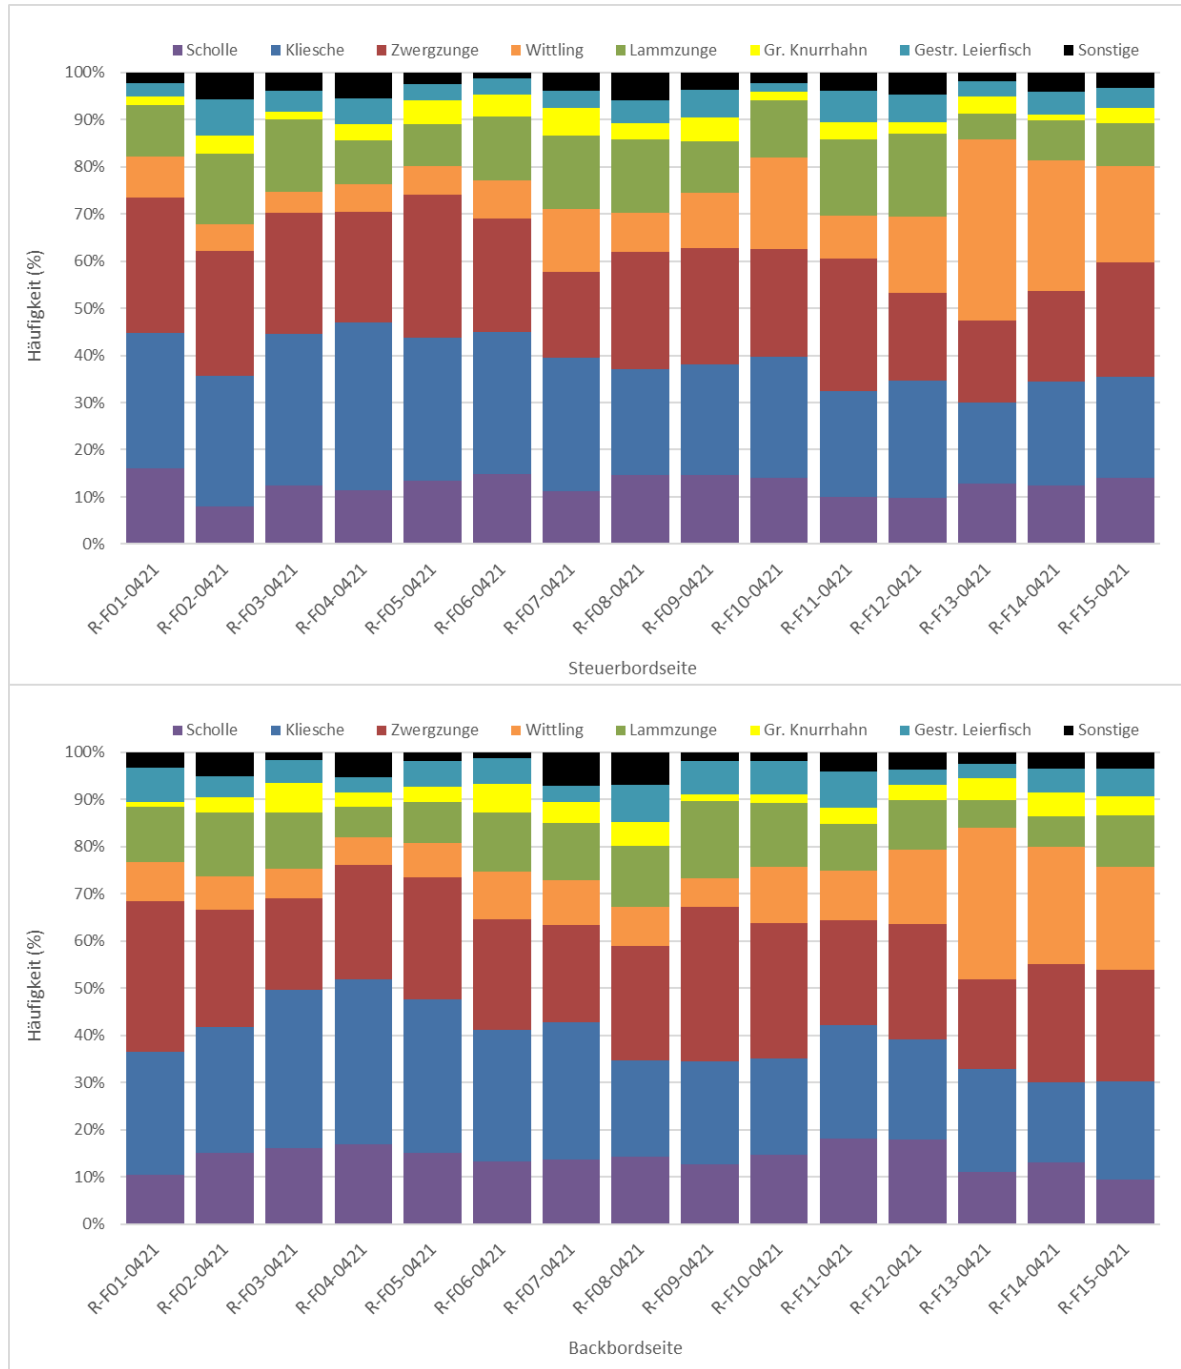 Scholle Kliesche Zwergzunge Wittling Lammzunge Gr. Knurrhahn Gestr. Leierfisch Sonstige
100%
90%
80%
70%
60%
50%
40%
30%
20%
10%
0%
Häufigkeit (%)
R-F01-0421 R-F02-0421 R-F03-0421 R-F04-0421 R-F05-0421 R-F06-0421 R-F07-0421 R-F08-0421 R-F09-0421 R-F10-0421 R-F11-0421 R-F12-0421 R-F13-0421 R-F14-0421 R-F15-0421
Steuerbordseite
Scholle Kliesche Zwergzunge Wittling Lammzunge Gr. Knurrhahn Gestr. Leierfisch Sonstige
100%
90%
80%
70%
60%
50%
40%
30%
20%
10%
0%
Häufigkeit (%)
R-F01-0421 R-F02-0421 R-F03-0421 R-F04-0421 R-F05-0421 R-F06-0421 R-F07-0421 R-F08-0421 R-F09-0421 R-F10-0421 R-F11-0421 R-F12-0421 R-F13-0421 R-F14-0421 R-F15-0421
Backbordseite